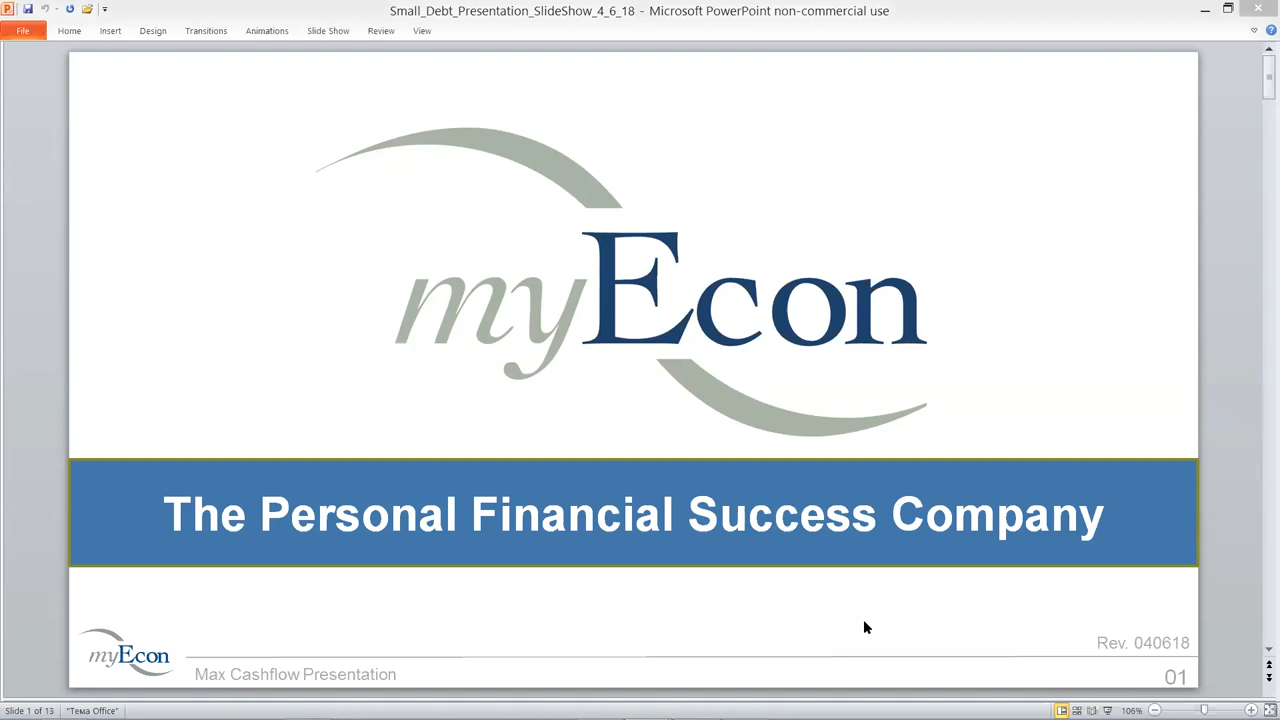 Small_Debt_Presentation_SlideShow_4_6_18 - Microsoft PowerPoint non-commercial use
File Home Insert Design Transitions Animations Slide Show Review View
myEcon
The Personal Financial Success Company
Rev. 040618
myEcon
Max Cashflow Presentation
01
Slide 1 of 13 "Тема Office" 106%